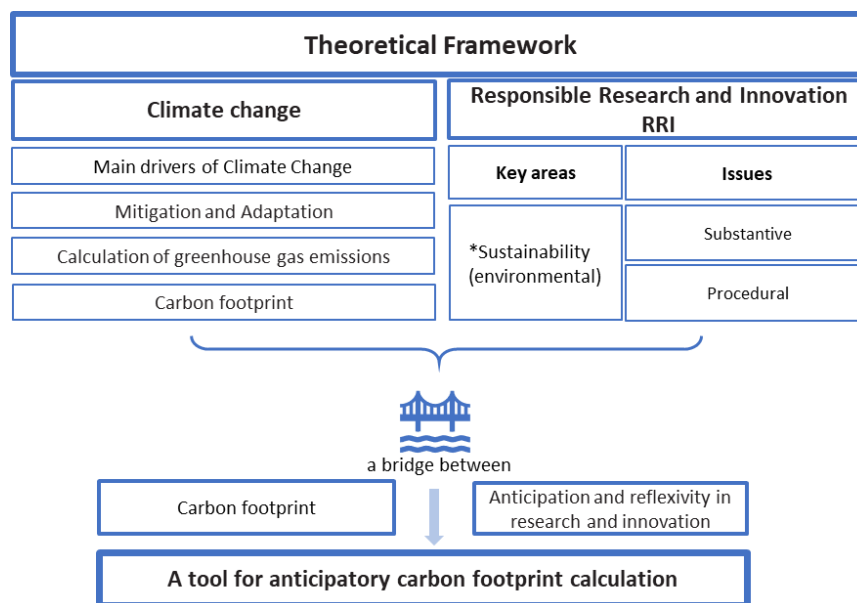 Theoretical Framework
Climate change
Responsible Research and Innovation
RRI
Main drivers of Climate Change
Mitigation and Adaptation
Calculation of greenhouse gas emissions
Carbon footprint
Key areas
Issues
*Sustainability
(environmental)
Substantive
Procedural
a bridge between
Carbon footprint
Anticipation and reflexivity in
research and innovation
A tool for anticipatory carbon footprint calculation